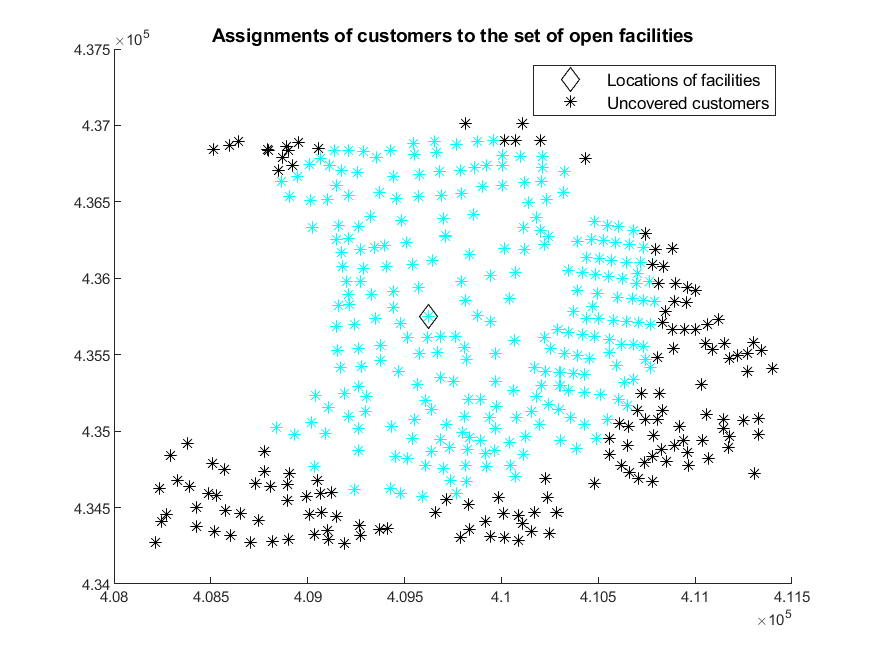 Assignments of customers to the set of open facilities
×10^5
4.375
4.37
4.365
4.36
4.355
4.35
4.345
4.34
Locations of facilities
Uncovered customers
4.08 4.085 4.09 4.095 4.1 4.105 4.11 4.115
×10^5